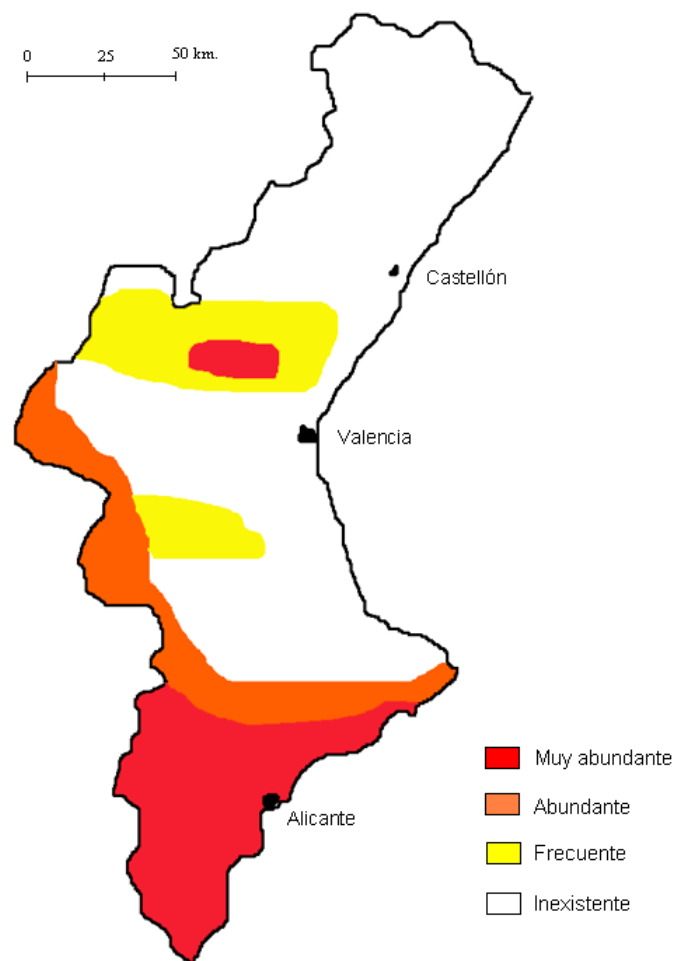 0 25 50 km.
Castellón
Valencia
Muy abundante
Abundante
Alicante
Frecuente
Inexistente